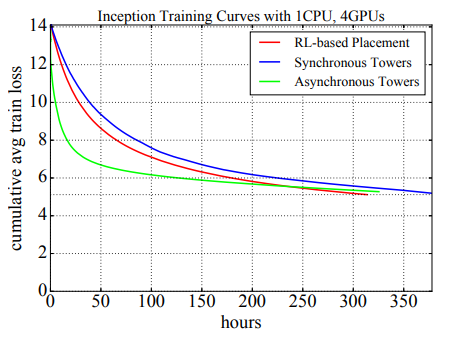 Inception Training Curves with 1CPU, 4GPUs
RL-based Placement
Synchronous Towers
Asynchronous Towers
cumulative avg train loss
14
12
10
8
6
4
2
0
0 50 100 150 200 250 300 350
hours